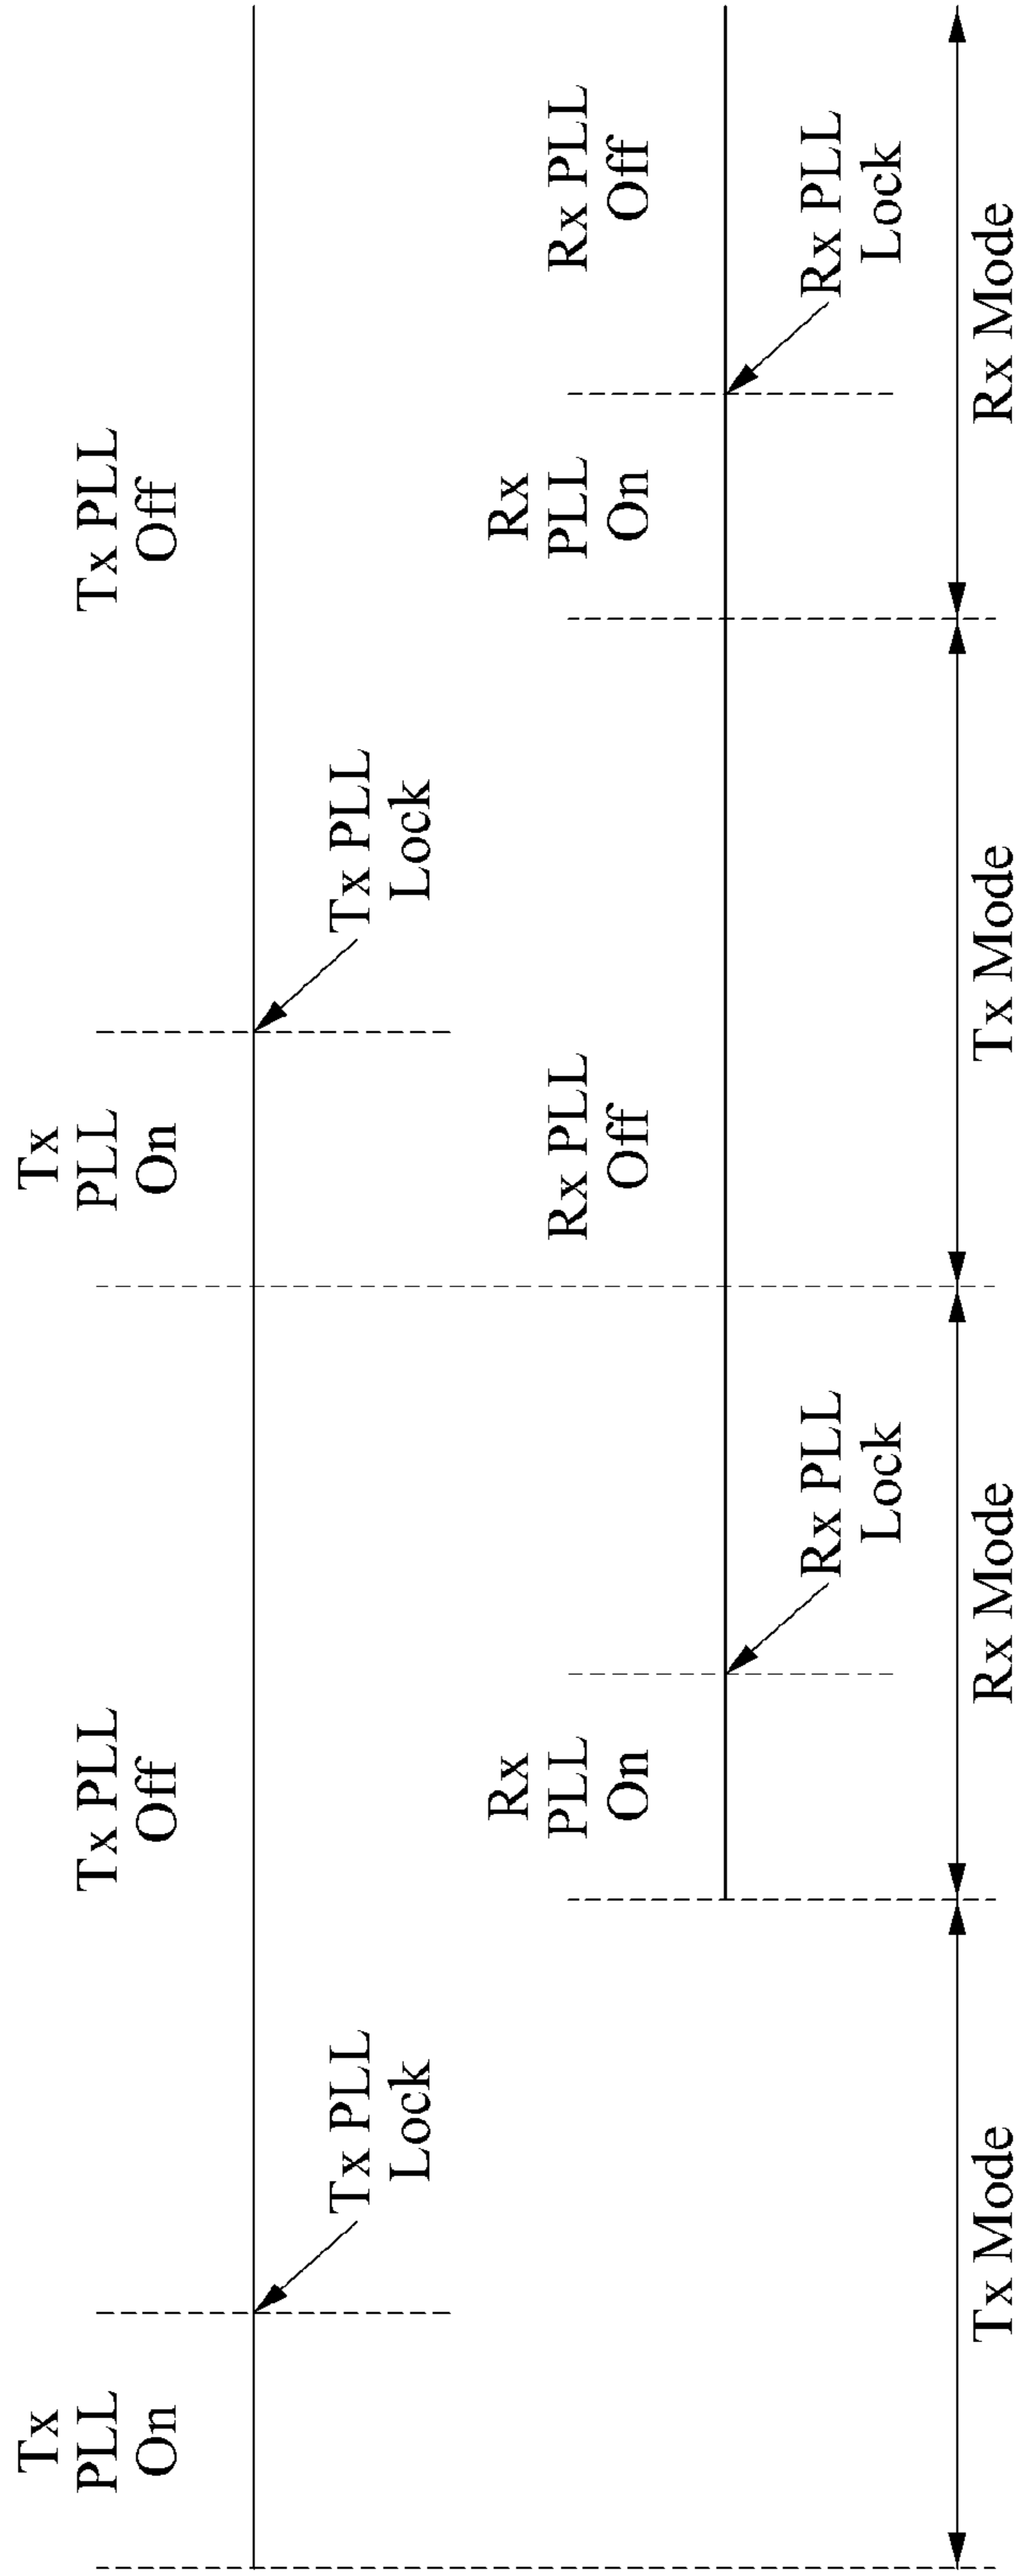 Tx
PLL
On
Tx PLL
Off
Tx
PLL
On
Tx PLL
Off
Tx PLL
Lock
Tx PLL
Lock
Rx
PLL
On
Rx PLL
Off
Rx
PLL
On
Rx PLL
Off
Rx PLL
Lock
Rx PLL
Lock
Tx Mode
Rx Mode
Tx Mode
Rx Mode